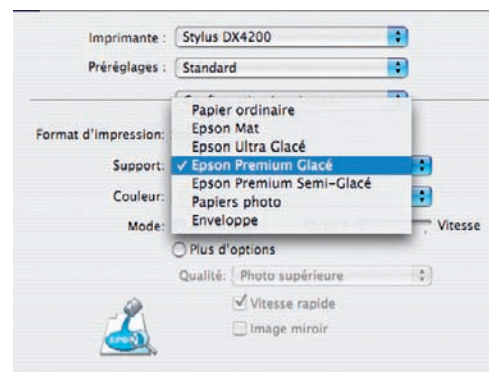 Imprimante : Stylus DX4200
Préréglages : Standard
Papier ordinaire
Epson Mat
Format d'impression:
Epson Ultra Glacé
Support: ✓ Epson Premium Glacé
Epson Premium Semi-Glacé
Couleur:
Papiers photo
Mode:
Enveloppe
Vitesse
Plus d'options
Qualité: Photo supérieure
Vitesse rapide
Image miroir
EPSON